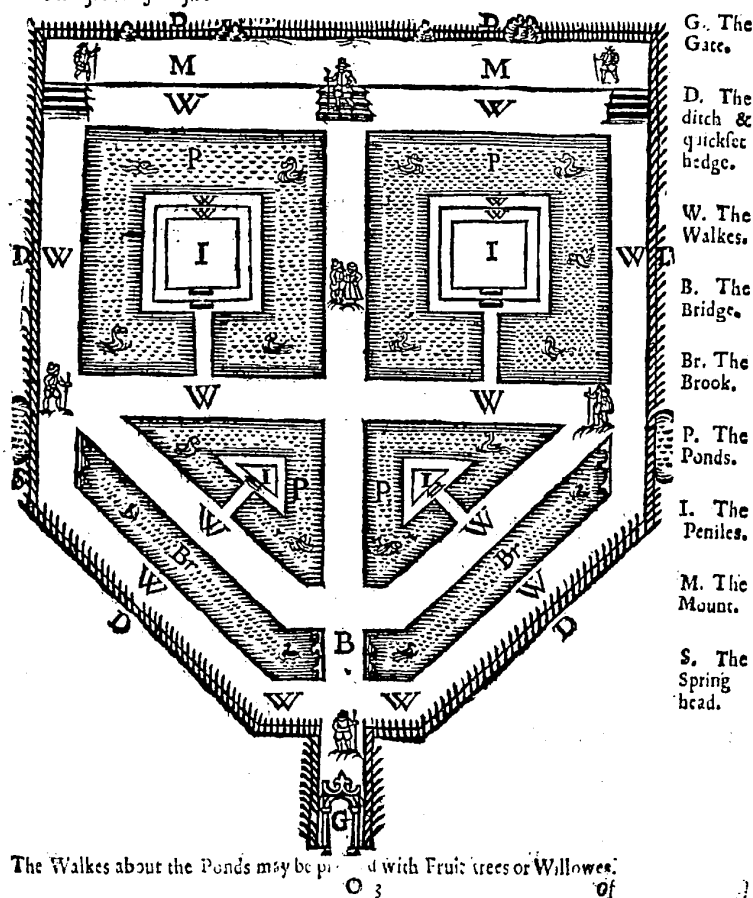 D D
M M
W W
P P
W
W
I I
W
W
D W W D
W W
I I
P P
W W
Br Br
W W
D D
B
W W
G
G. The
Gate.
D. The
ditch &
quickset
hedge.
W. The
Walkes.
B. The
Bridge.
Br. The
Brook.
P. The
Ponds.
I. The
Peniles.
M. The
Mount.
S. The
Spring
head.
The Walkes about the Ponds may be with Fruit trees or Willowes.
O 3 Of